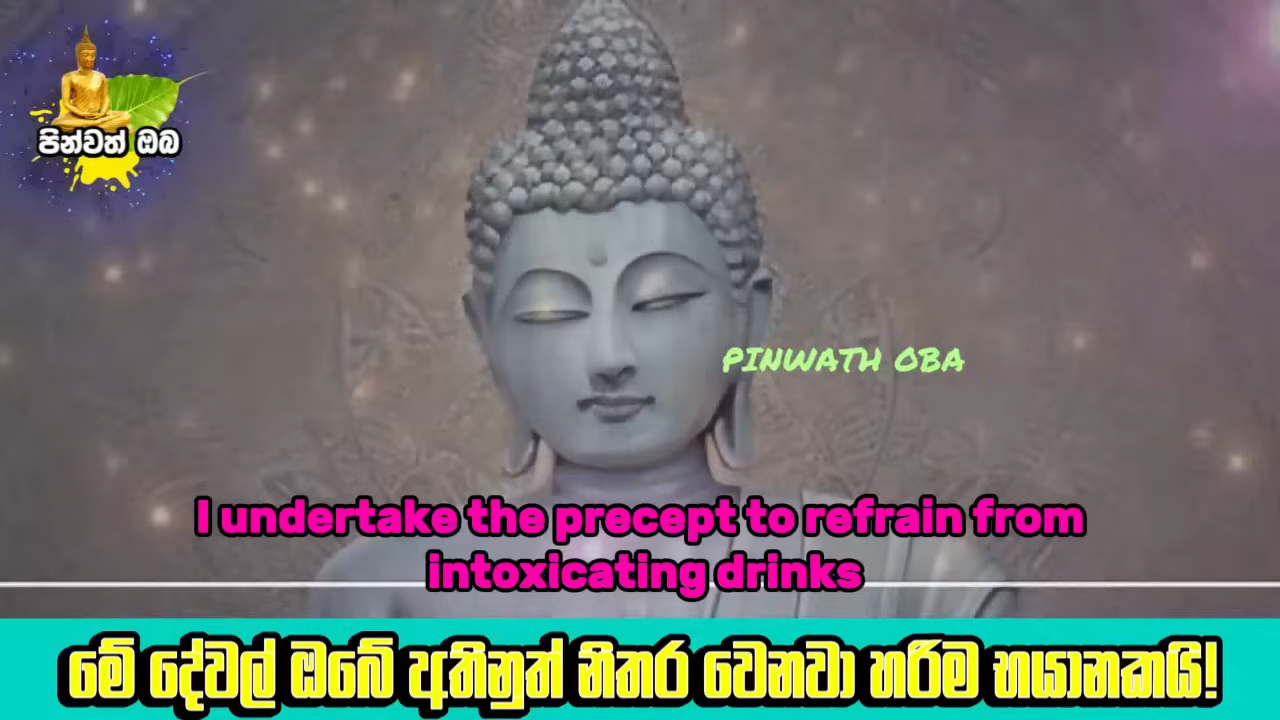 පින්වත් ඔබ
PINWATH OBA
I undertake the precept to refrain from
intoxicating drinks
මේ දේවල් ඔබේ අතිනුත් නිතර වෙනවා හරිම භයානකයි!